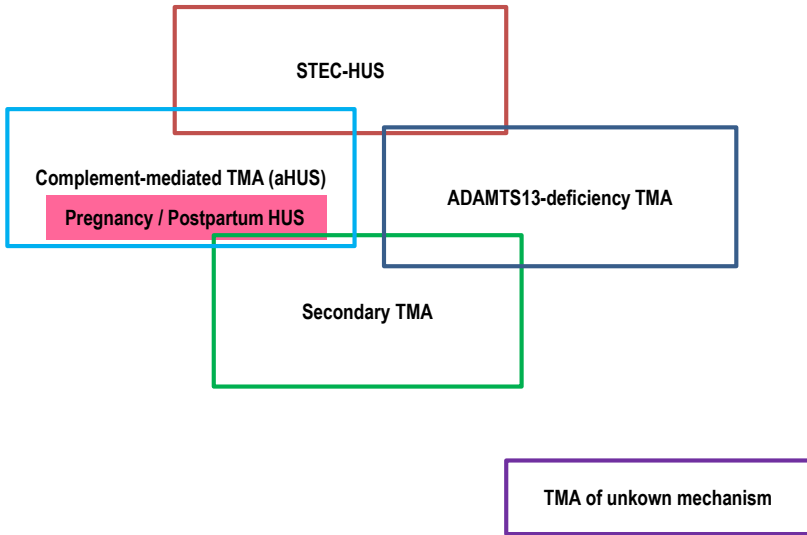 STEC-HUS
Complement-mediated TMA (aHUS)
Pregnancy / Postpartum HUS
ADAMTS13-deficiency TMA
Secondary TMA
TMA of unkown mechanism